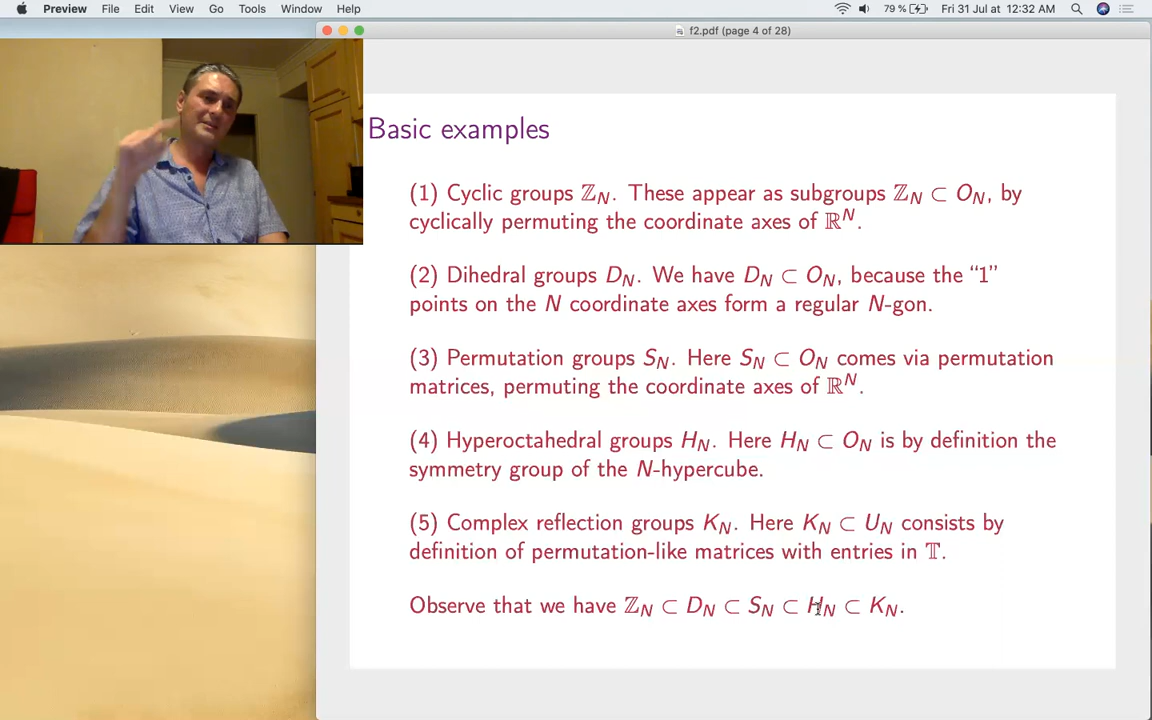 Preview File Edit View Go Tools Window Help 79 % Fri 31 Jul at 12:32 AM
f2.pdf (page 4 of 28)
Basic examples
(1) Cyclic groups ℤ_N. These appear as subgroups ℤ_N ⊂ O_N, by
cyclically permuting the coordinate axes of ℝ^N.
(2) Dihedral groups D_N. We have D_N ⊂ O_N, because the “1”
points on the N coordinate axes form a regular N-gon.
(3) Permutation groups S_N. Here S_N ⊂ O_N comes via permutation
matrices, permuting the coordinate axes of ℝ^N.
(4) Hyperoctahedral groups H_N. Here H_N ⊂ O_N is by definition the
symmetry group of the N-hypercube.
(5) Complex reflection groups K_N. Here K_N ⊂ U_N consists by
definition of permutation-like matrices with entries in 𝕋.
Observe that we have ℤ_N ⊂ D_N ⊂ S_N ⊂ H_N ⊂ K_N.